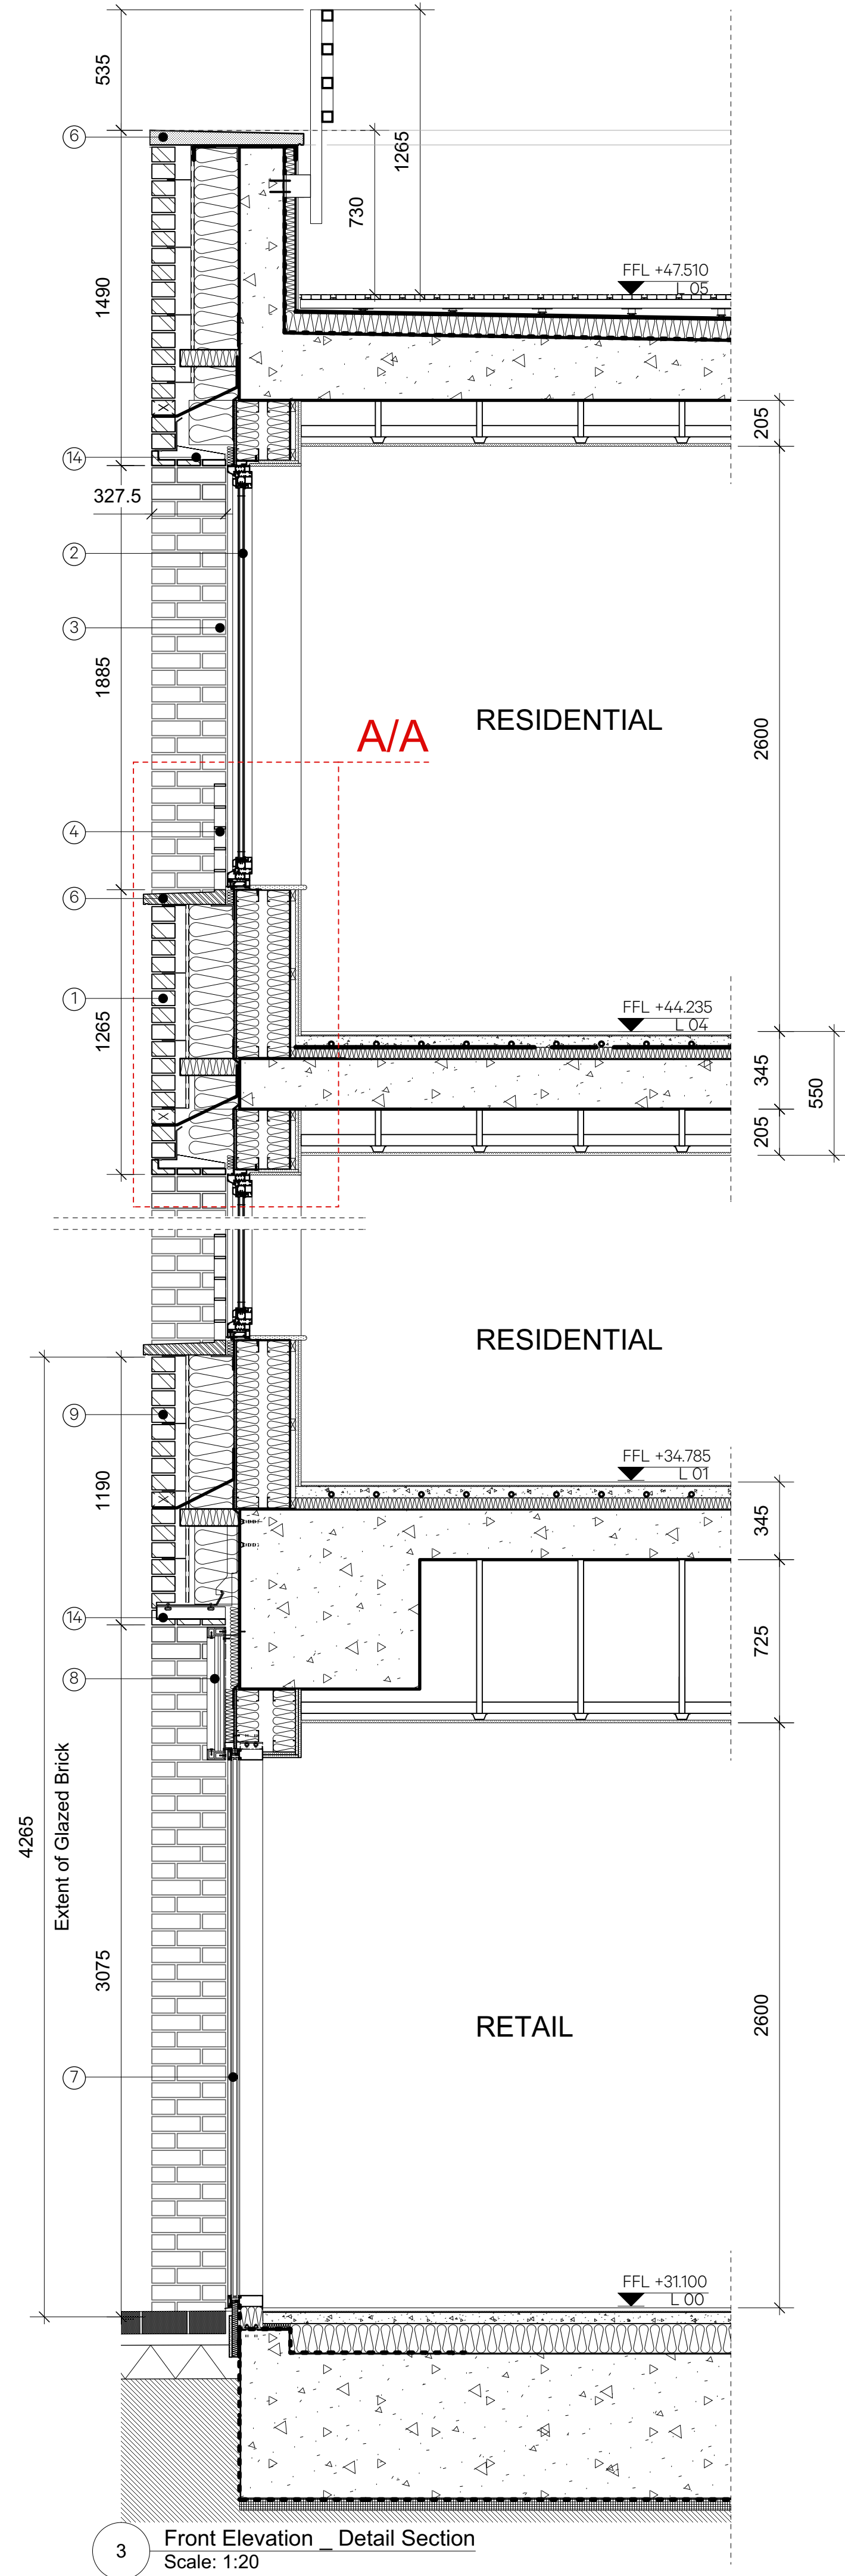 535
1265
6
730
FFL +47.510
L 05
1490
205
14
327.5
2
3
1885
RESIDENTIAL
A/A
2600
4
6
1
FFL +44.235
L 04
1265
345
550
205
RESIDENTIAL
9
FFL +34.785
L 01
1190
345
14
725
8
4265
Extent of Glazed Brick
3075
RETAIL
2600
7
FFL +31.100
L 00
3
Front Elevation _ Detail Section
Scale: 1:20